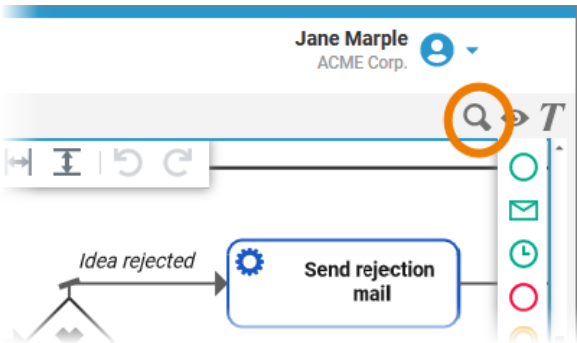 Jane Marple
ACME Corp.
T
Idea rejected
Send rejection
mail